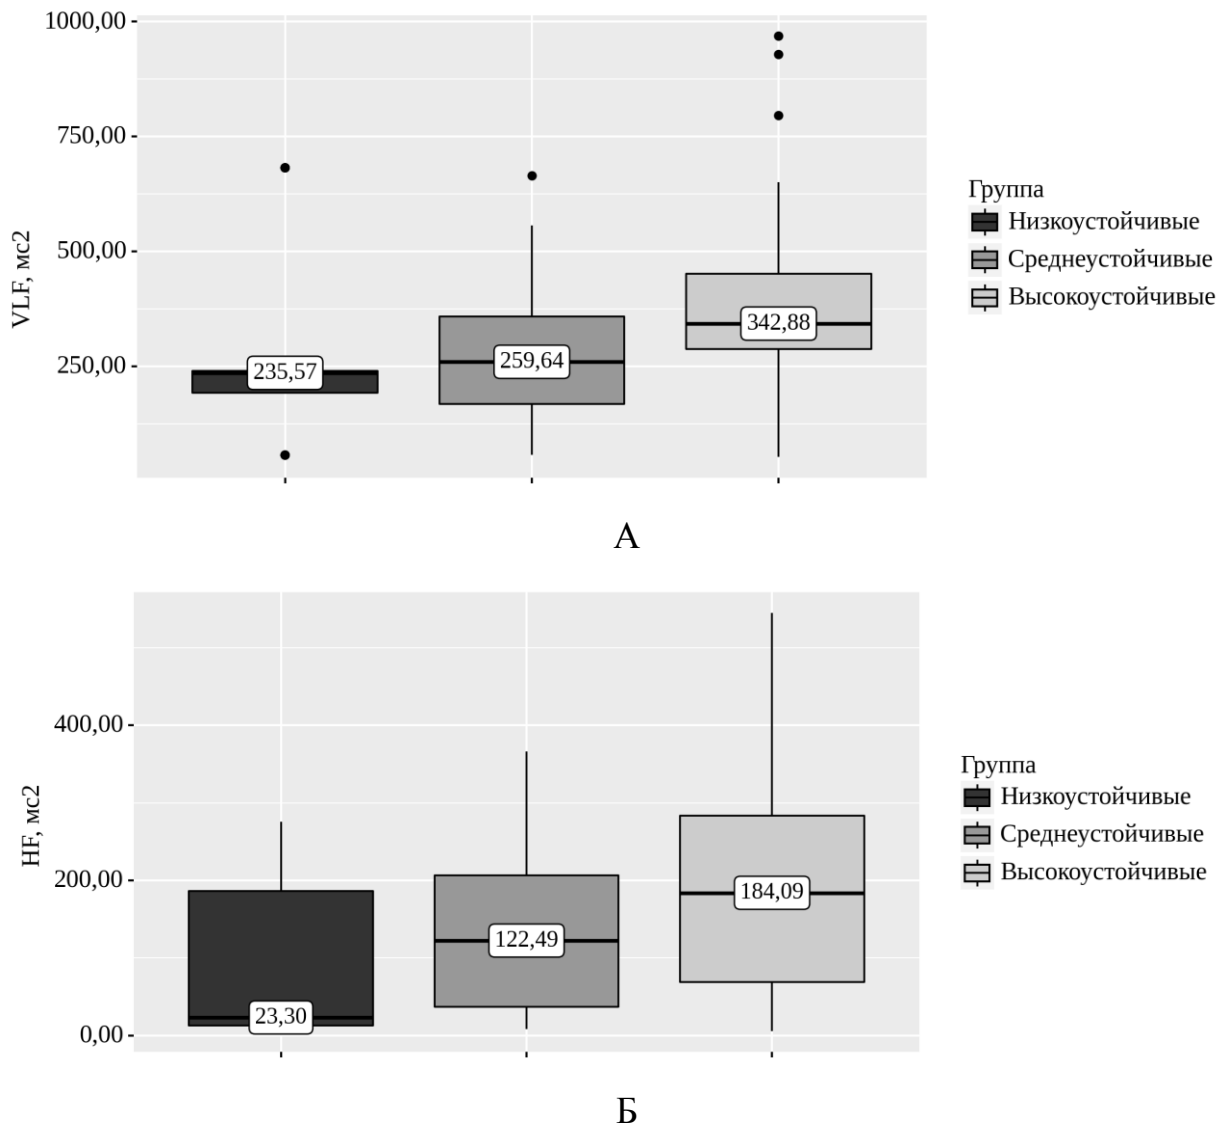 1000,00
750,00
500,00
250,00
VLF, мс2
235,57
259,64
342,88
Группа
Низкоустойчивые
Среднеустойчивые
Высокоустойчивые
А
400,00
200,00
0,00
HF, мс2
23,30
122,49
184,09
Группа
Низкоустойчивые
Среднеустойчивые
Высокоустойчивые
Б